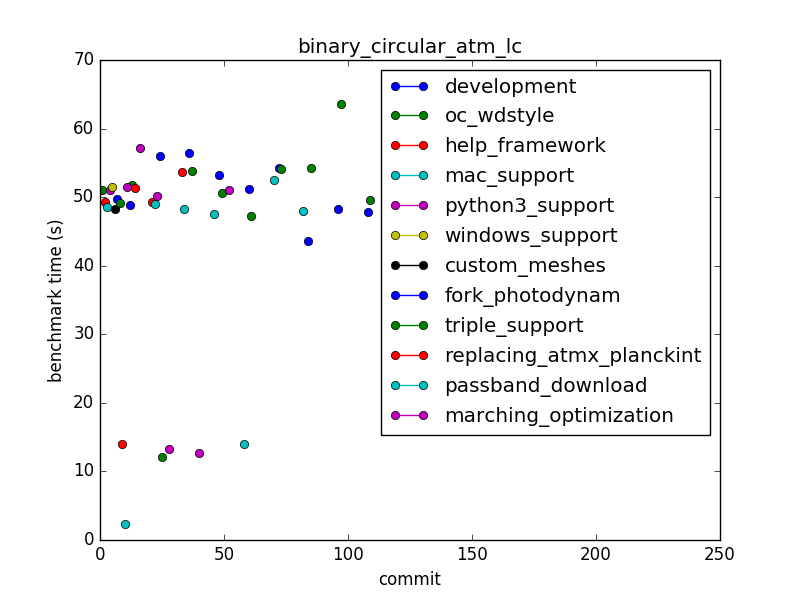 binary_circular_atm_lc
70
60
50
40
30
20
10
0
benchmark time (s)
development
oc_wdstyle
help_framework
mac_support
python3_support
windows_support
custom_meshes
fork_photodynam
triple_support
replacing_atmx_planckint
passband_download
marching_optimization
0 50 100 150 200 250
commit